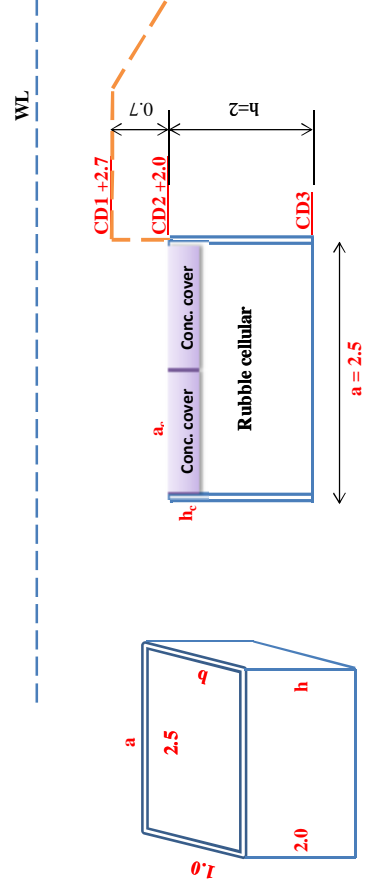 WL
a
2.5
b
1.0
h
2.0
CD1 +2.7
0.7
CD2 +2.0
h=2
CD3
a_c
h_c
Conc. cover
Conc. cover
Rubble cellular
a = 2.5